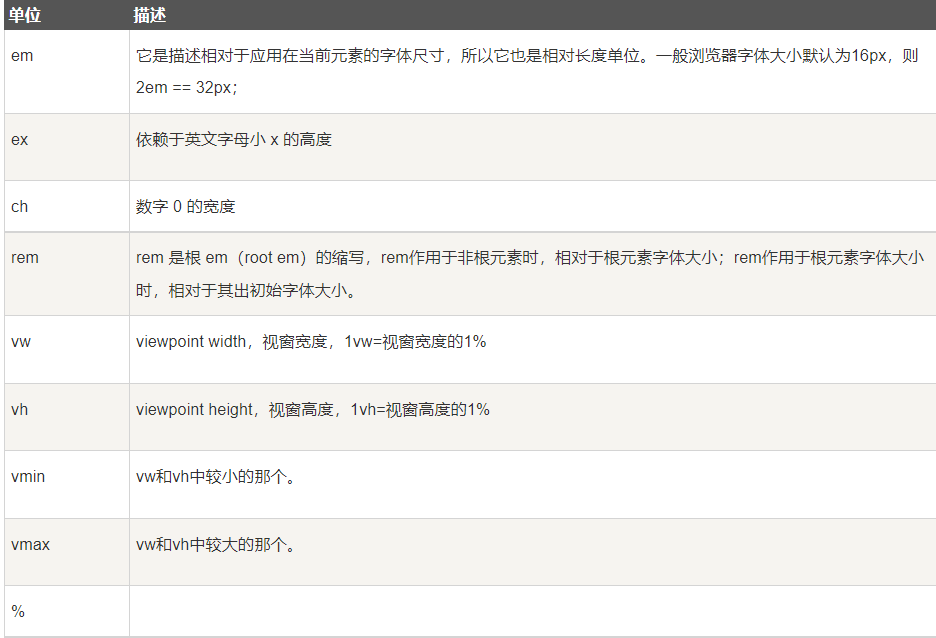 单位 描述
em 它是描述相对于应用在当前元素的字体尺寸，所以它也是相对长度单位。一般浏览器字体大小默认为16px，则
2em == 32px；
ex 依赖于英文字母小 x 的高度
ch 数字 0 的宽度
rem rem 是根 em（root em）的缩写，rem作用于非根元素时，相对于根元素字体大小；rem作用于根元素字体大小
时，相对于其出初始字体大小。
vw viewpoint width，视窗宽度，1vw=视窗宽度的1%
vh viewpoint height，视窗高度，1vh=视窗高度的1%
vmin vw和vh中较小的那个。
vmax vw和vh中较大的那个。
%